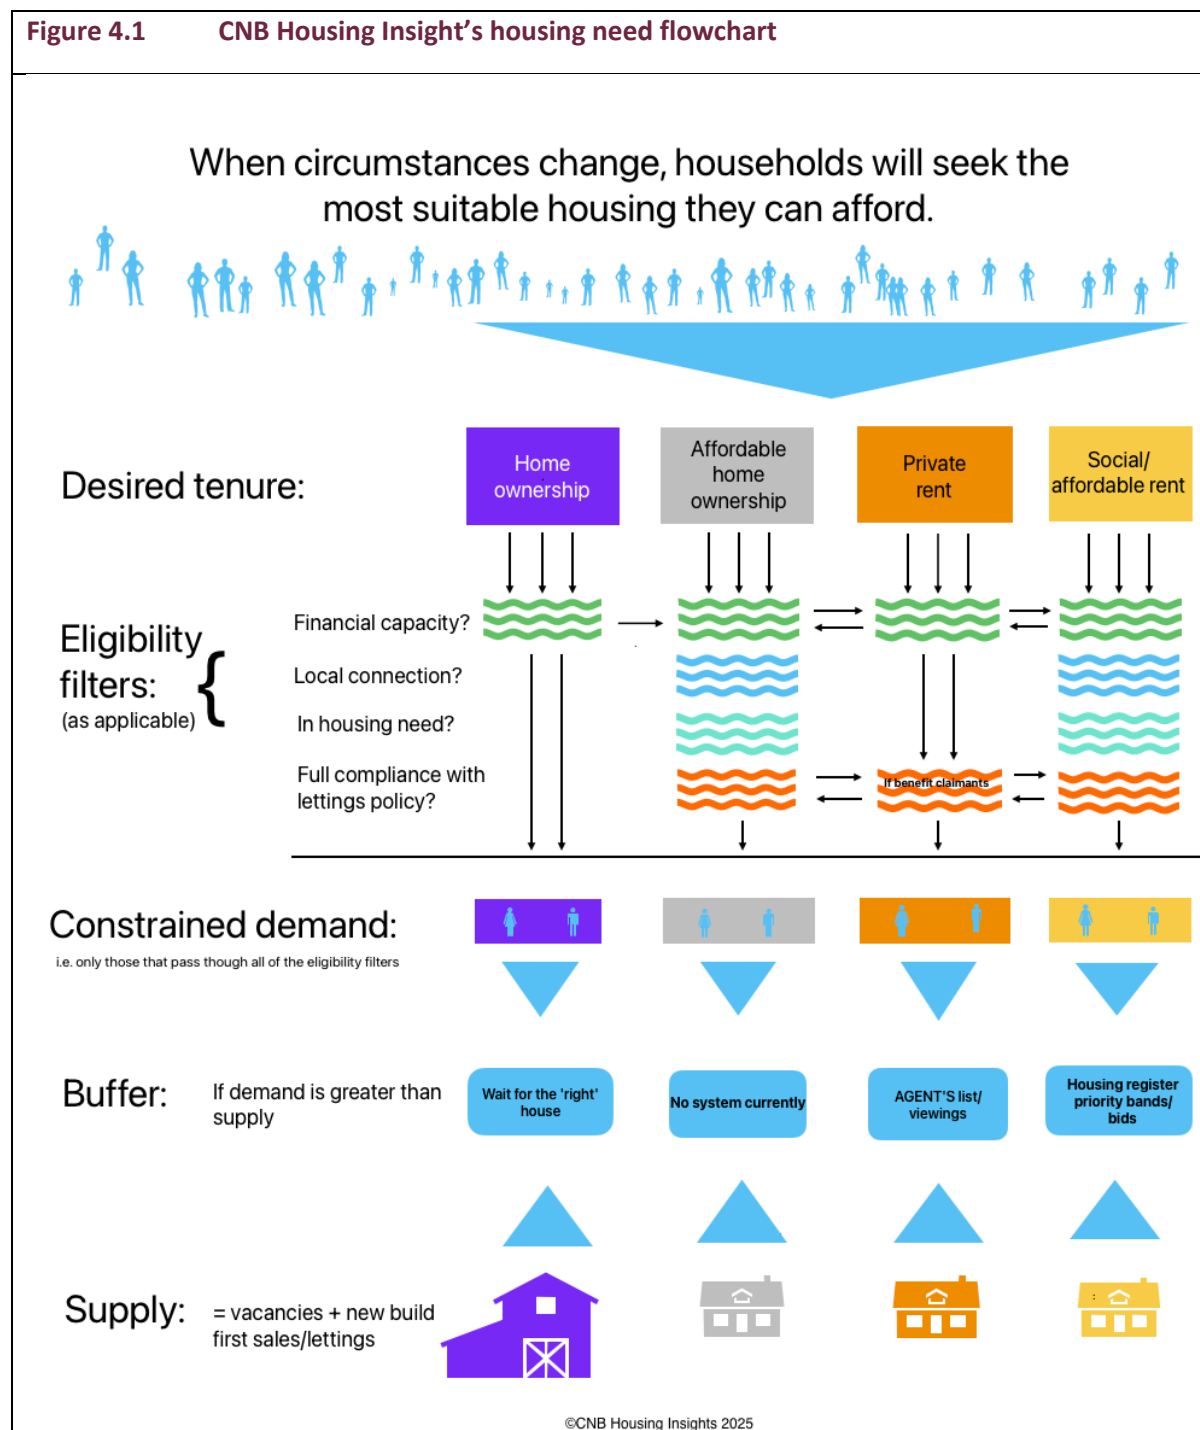 Figure 4.1 CNB Housing Insight’s housing need flowchart
When circumstances change, households will seek the
most suitable housing they can afford.
Desired tenure:
Home
ownership
Affordable
home
ownership
Private
rent
Social/
affordable rent
Eligibility
filters:
(as applicable)
{
Financial capacity?
Local connection?
In housing need?
Full compliance with
lettings policy?
If benefit claimants
Constrained demand:
i.e. only those that pass though all of the eligibility filters
Buffer:
If demand is greater than
supply
Wait for the 'right'
house
No system currently
AGENT'S list/
viewings
Housing register
priority bands/
bids
Supply:
= vacancies + new build
first sales/lettings
©CNB Housing Insights 2025